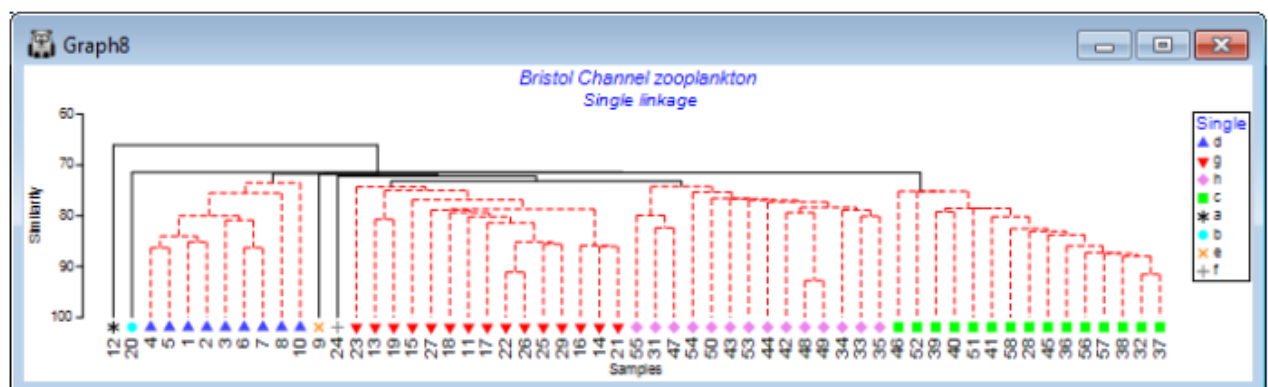 Graph8
Bristol Channel zooplankton
Single linkage
60
70
80
90
100
Similarity
12 20 4 5 1 2 3 6 7 8 10 9 24 23 13 19 15 27 18 11 17 22 26 25 29 16 14 21 55 31 47 54 50 43 53 44 42 48 49 34 33 35 46 52 39 40 51 41 58 28 45 36 56 57 38 32 37
Samples
Single
d
g
h
c
a
b
e
f